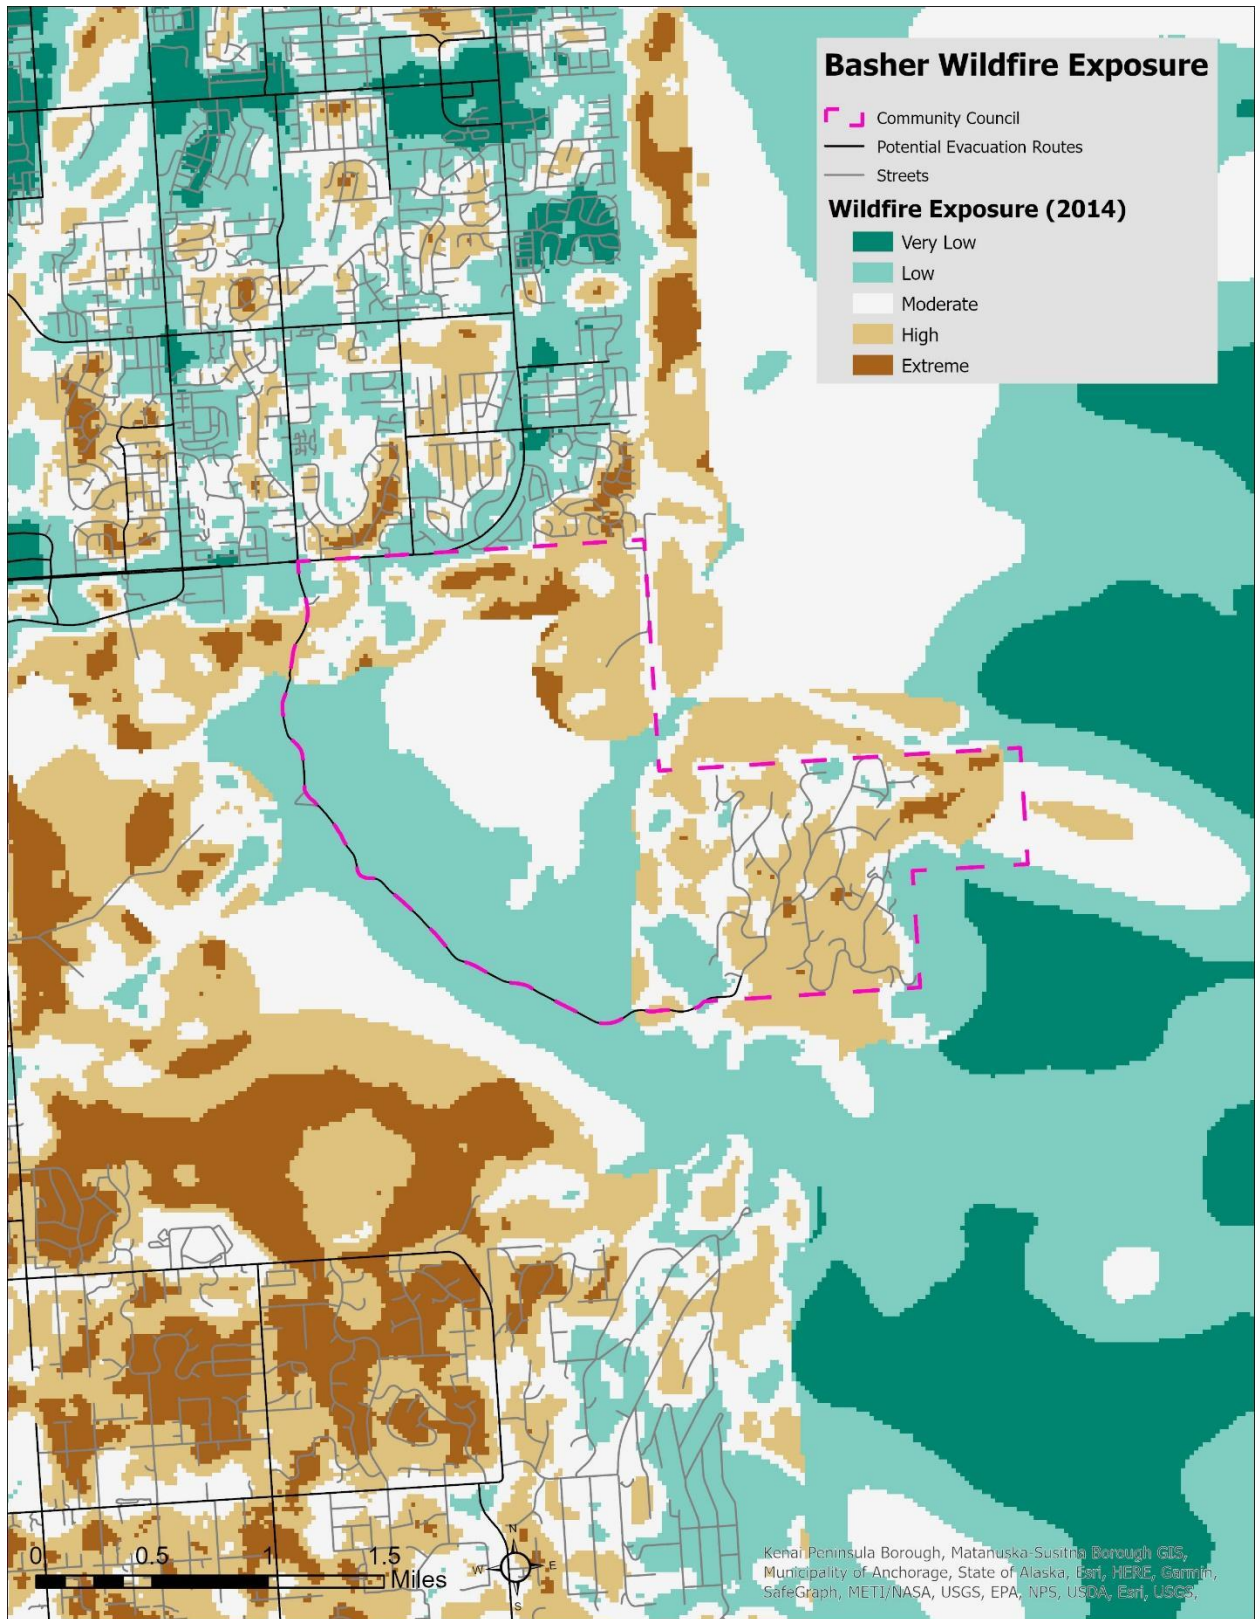 Basher Wildfire Exposure
Community Council
Potential Evacuation Routes
Streets
Wildfire Exposure (2014)
Very Low
Low
Moderate
High
Extreme
N
W
E
S
0 0.5 1 1.5
Miles
Kenai Peninsula Borough, Matanuska-Susitna Borough GIS,
Municipality of Anchorage, State of Alaska, Esri, HERE, Garmin,
SafeGraph, METI/NASA, USGS, EPA, NPS, USDA, Esri, USGS,